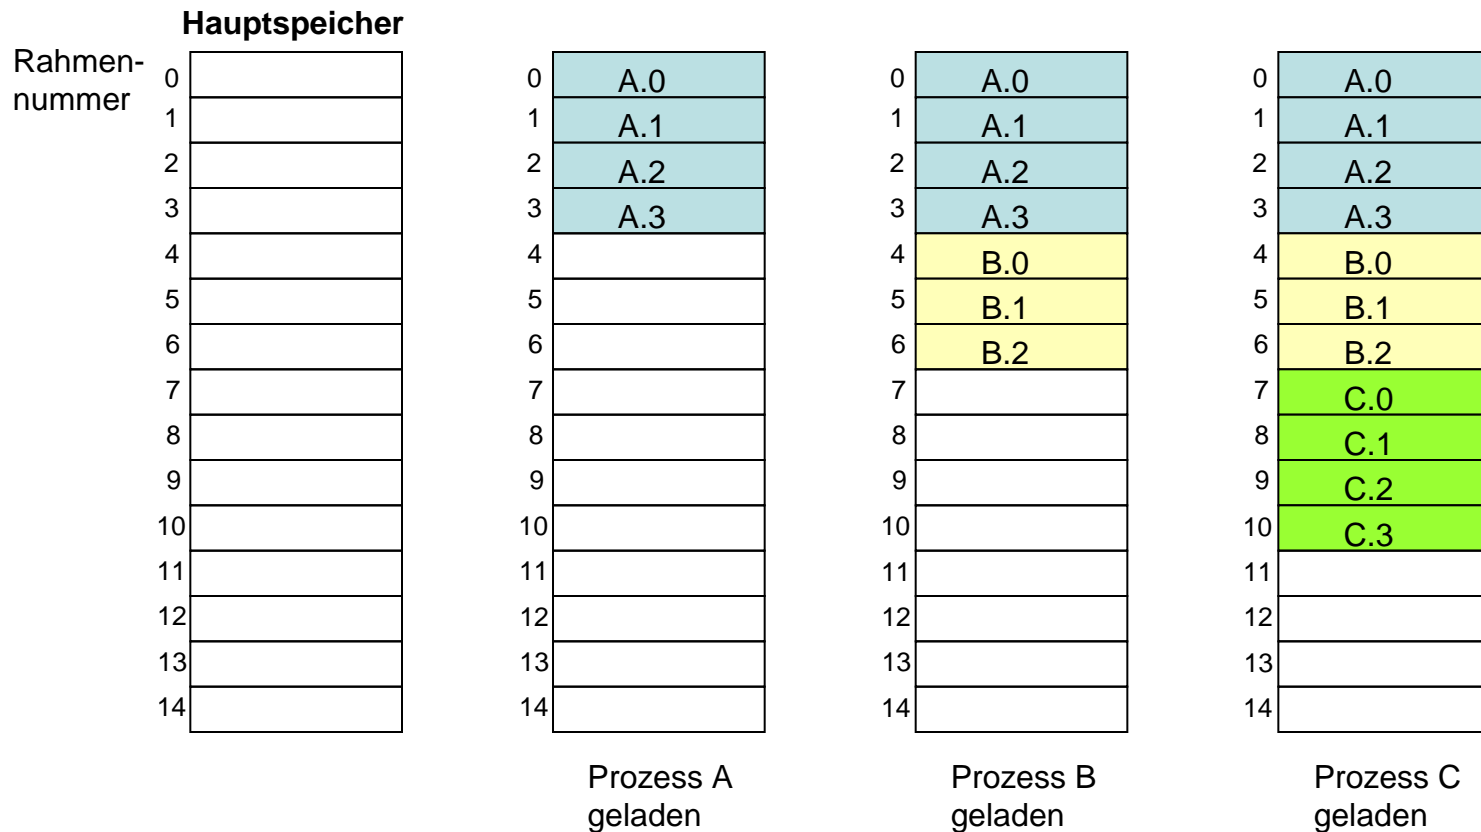 Hauptspeicher
Rahmen-
nummer
0
1
2
3
4
5
6
7
8
9
10
11
12
13
14
0 A.0
1 A.1
2 A.2
3 A.3
4
5
6
7
8
9
10
11
12
13
14
Prozess A
geladen
0 A.0
1 A.1
2 A.2
3 A.3
4 B.0
5 B.1
6 B.2
7
8
9
10
11
12
13
14
Prozess B
geladen
0 A.0
1 A.1
2 A.2
3 A.3
4 B.0
5 B.1
6 B.2
7 C.0
8 C.1
9 C.2
10 C.3
11
12
13
14
Prozess C
geladen